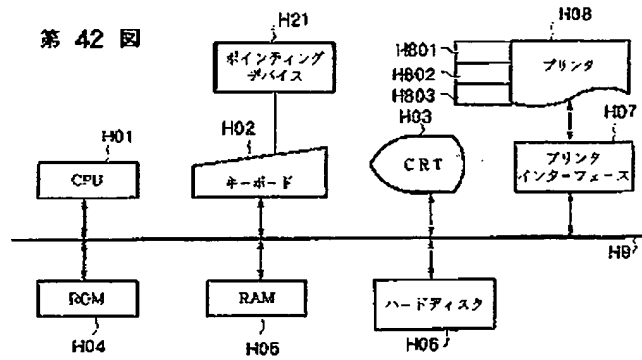 第 42 図
H21
ポインティング
デバイス
H08
H801
H802
H803
プリンタ
H01
CPU
H02
キーボード
H03
CRT
H07
プリンタ
インターフェース
H9
ROM
H04
RAM
H05
ハードディスク
H06